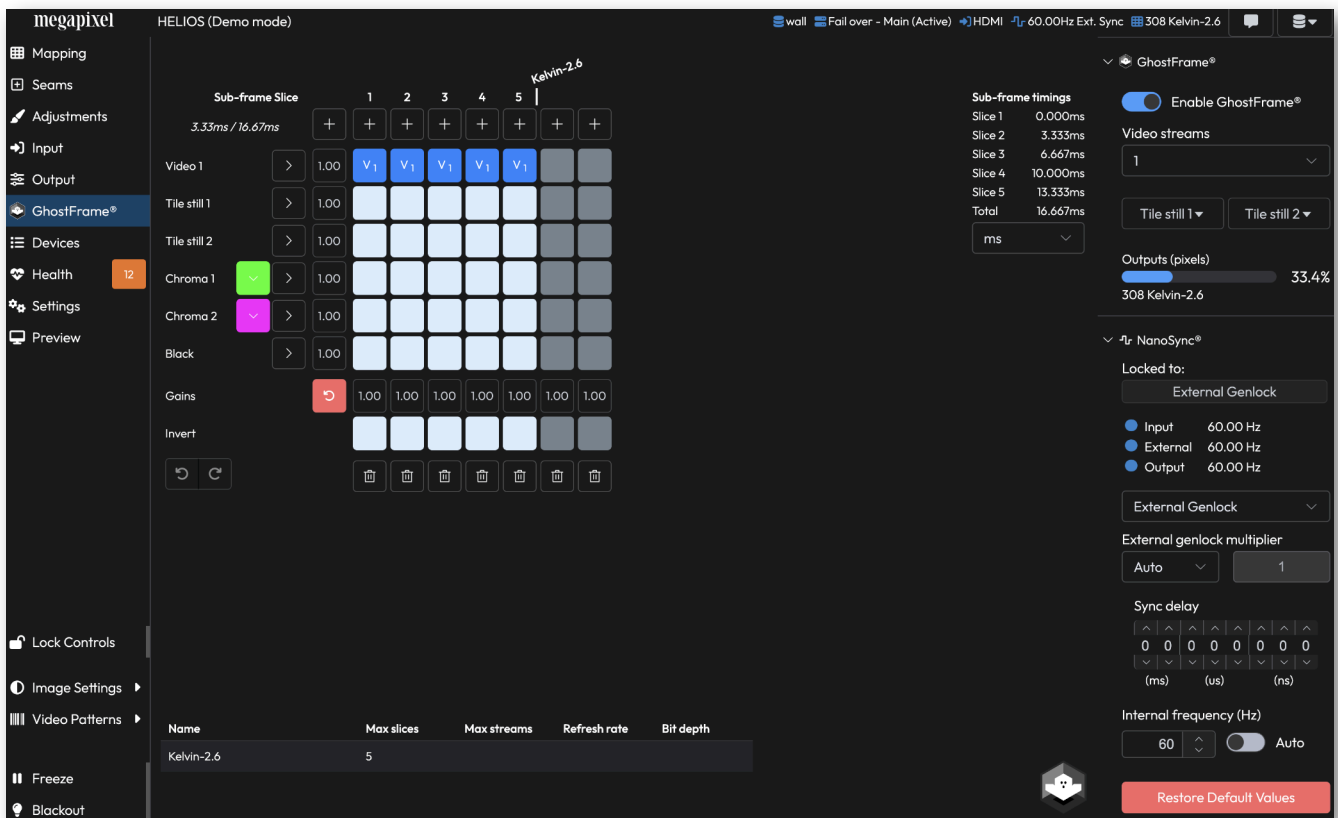 megapixel
HELIOS (Demo mode)
wall Fail over - Main (Active) HDMI 60.00Hz Ext. Sync 308 Kelvin-2.6
Mapping
Seams
Adjustments
Input
Output
GhostFrame®
Devices
Health 12
Settings
Preview
Lock Controls
Image Settings
Video Patterns
Freeze
Blackout
Kelvin-2.6
Sub-frame Slice 1 2 3 4 5
3.33ms / 16.67ms + + + + + + + +
Video 1 > 1.00 V1 V1 V1 V1 V1
Tile still 1 > 1.00
Tile still 2 > 1.00
Chroma 1 > 1.00
Chroma 2 > 1.00
Black > 1.00
Gains 1.00 1.00 1.00 1.00 1.00 1.00 1.00
Invert
Sub-frame timings
Slice 1 0.000ms
Slice 2 3.333ms
Slice 3 6.667ms
Slice 4 10.000ms
Slice 5 13.333ms
Total 16.667ms
ms
Name Max slices Max streams Refresh rate Bit depth
Kelvin-2.6 5
GhostFrame®
Enable GhostFrame®
Video streams
1
Tile still 1 Tile still 2
Outputs (pixels)
33.4%
308 Kelvin-2.6
NanoSync®
Locked to:
External Genlock
Input 60.00 Hz
External 60.00 Hz
Output 60.00 Hz
External Genlock
External genlock multiplier
Auto 1
Sync delay
0 0 0 0 0 0 0 0
(ms) (us) (ns)
Internal frequency (Hz)
60 Auto
Restore Default Values